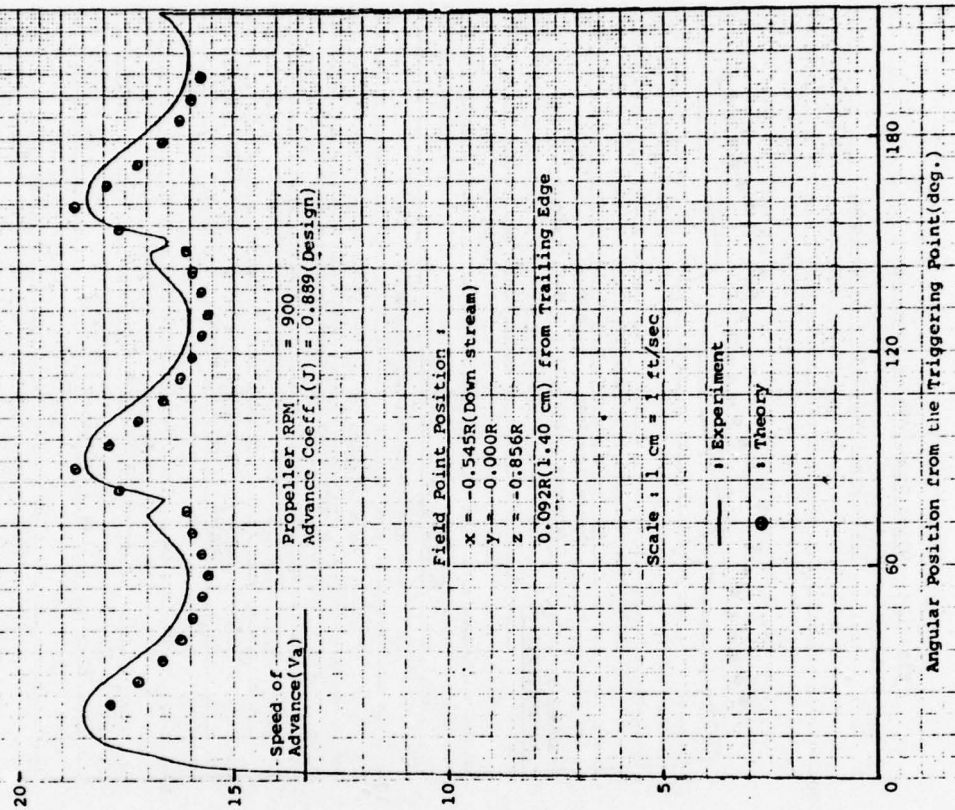 20
15
10
5
0
60
120
180
Speed of
Advance(Va)
Propeller RPM = 900
Advance Coeff.(J) = 0.889(Design)
Field Point Position :
x = -0.545R(Down stream)
y = 0.000R
z = -0.856R
0.092R(1.40 cm) from Trailing Edge
Scale : 1 cm = 1 ft/sec
: Experiment
: Theory
Angular Position from the Triggering Point(deg.)